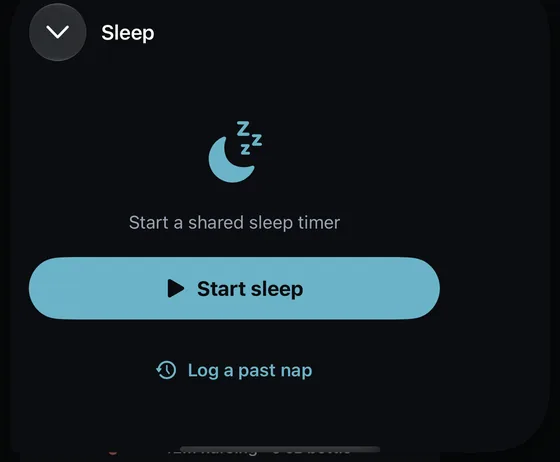 Sleep
z z z
Start a shared sleep timer
Start sleep
Log a past nap